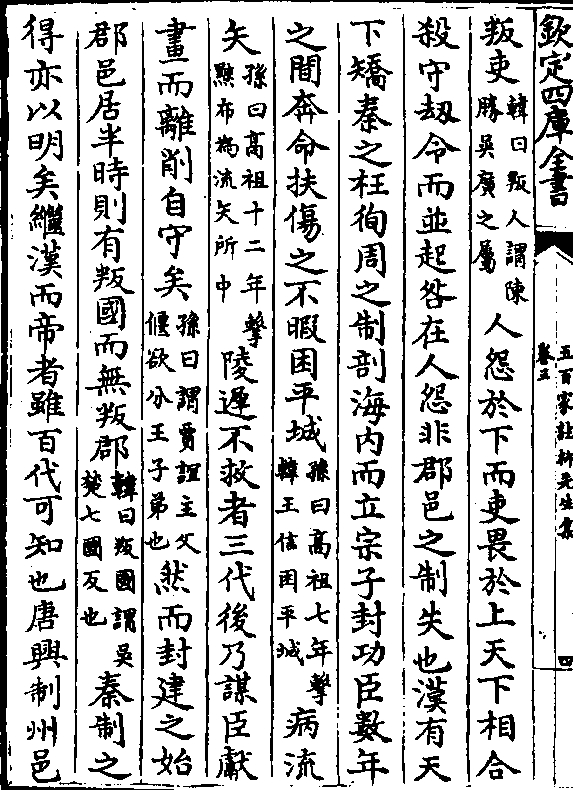 欽定四庫全書
五百家註柳先生集
卷五
四
叛吏韓曰叛人謂陳勝吳廣之屬人怨於下而吏畏於上天下相合
殺守刼令而並起咎在人怨非郡邑之制失也漢有天
下矯秦之枉徇周之制剖海内而立宗子封功臣數年
之間奔命扶傷之不暇困平城孫曰高祖七年擊韓王信困平城病流
矢孫曰高祖十二年擊黥布為流矢所中陵遲不救者三代後乃謀臣獻
畫而離削自守矣孫曰謂賈誼主父偃欲分王子弟也然而封建之始
郡邑居半時則有叛國而無叛郡韓曰叛國謂吳楚七國反也秦制之
得亦以明矣繼漢而帝者雖百代可知也唐興制州邑